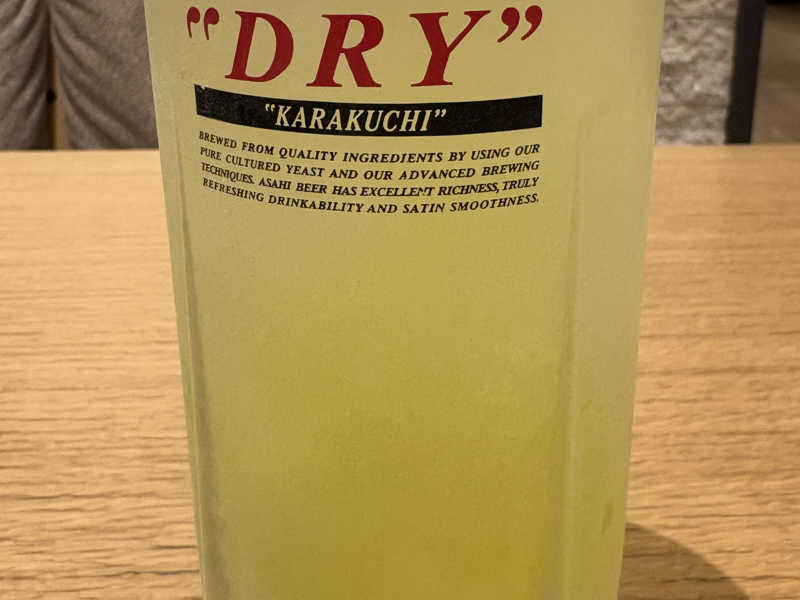 “DRY”
“KARAKUCHI”
BREWED FROM QUALITY INGREDIENTS BY USING OUR
PURE CULTURED YEAST AND OUR ADVANCED BREWING
TECHNIQUES. ASAHI BEER HAS EXCELLENT RICHNESS, TRULY
REFRESHING DRINKABILITY AND SATIN SMOOTHNESS.